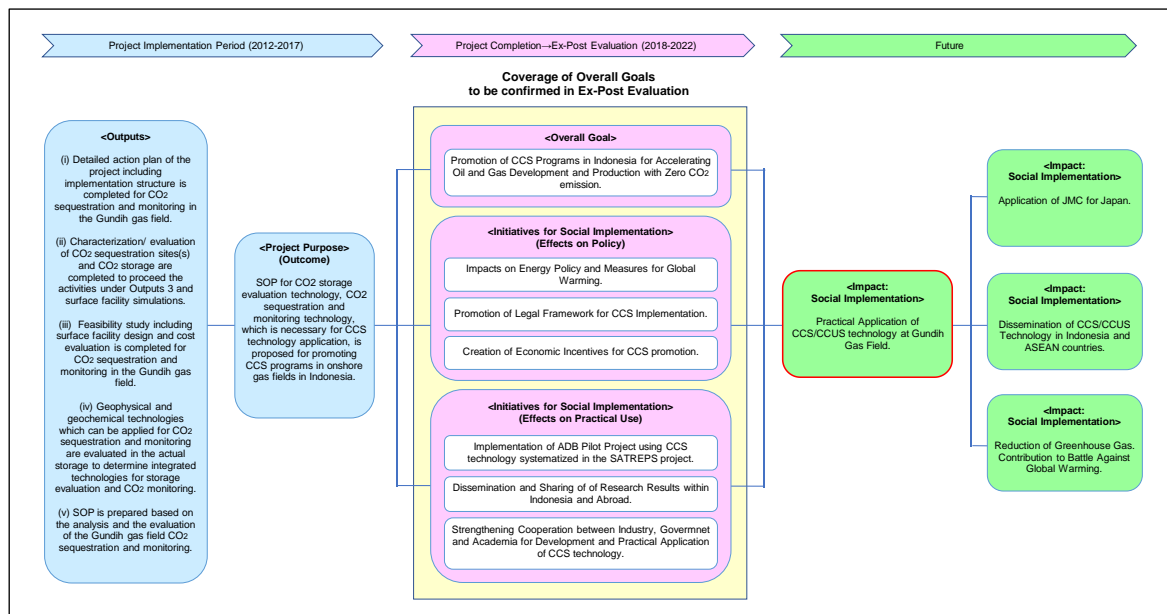 Project Implementation Period (2012-2017)
Project Completion→Ex-Post Evaluation (2018-2022)
Future
Coverage of Overall Goals
to be confirmed in Ex-Post Evaluation
<Outputs>
(i) Detailed action plan of the
project including
implementation structure is
completed for CO2
sequestration and monitoring in
the Gundih gas field.
(ii) Characterization/ evaluation
of CO2 sequestration sites(s)
and CO2 storage are
completed to proceed the
activities under Outputs 3 and
surface facility simulations.
(iii) Feasibility study including
surface facility design and cost
evaluation is completed for
CO2 sequestration and
monitoring in the Gundih gas
field.
(iv) Geophysical and
geochemical technologies
which can be applied for CO2
sequestration and monitoring
are evaluated in the actual
storage to determine integrated
technologies for storage
evaluation and CO2 monitoring.
(v) SOP is prepared based on
the analysis and the evaluation
of the Gundih gas field CO2
sequestration and monitoring.
<Project Purpose>
(Outcome)
SOP for CO2 storage
evaluation technology, CO2
sequestration and
monitoring technology,
which is necessary for CCS
technology application, is
proposed for promoting
CCS programs in onshore
gas fields in Indonesia.
<Overall Goal>
Promotion of CCS Programs in Indonesia for Accelerating
Oil and Gas Development and Production with Zero CO2
emission.
<Initiatives for Social Implementation>
(Effects on Policy)
Impacts on Energy Policy and Measures for Global
Warming.
Promotion of Legal Framework for CCS Implementation.
Creation of Economic Incentives for CCS promotion.
<Initiatives for Social Implementation>
(Effects on Practical Use)
Implementation of ADB Pilot Project using CCS
technology systematized in the SATREPS project.
Dissemination and Sharing of of Research Results within
Indonesia and Abroad.
Strengthening Cooperation between Industry, Governmnet
and Academia for Development and Practical Application
of CCS technology.
<Impact:
Social Implementation>
Practical Application of
CCS/CCUS technology at Gundih
Gas Field.
<Impact:
Social Implementation>
Application of JMC for Japan.
<Impact:
Social Implementation>
Dissemination of CCS/CCUS
Technology in Indonesia and
ASEAN countries.
<Impact:
Social Implementation>
Reduction of Greenhouse Gas.
Contribution to Battle Against
Global Warming.